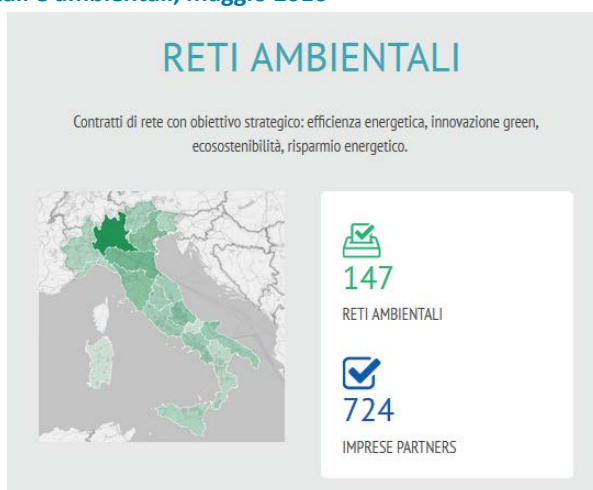 RETI AMBIENTALI
Contratti di rete con obiettivo strategico: efficienza energetica, innovazione green,
ecosostenibilità, risparmio energetico.
147
RETI AMBIENTALI
724
IMPRESE PARTNERS